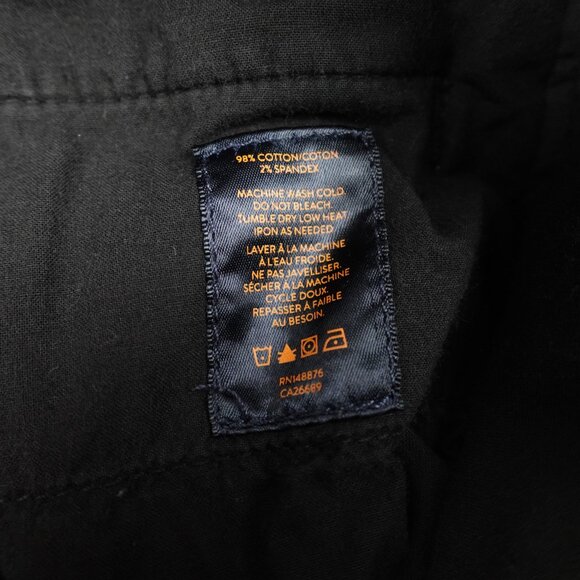 98% COTTON/COTON
2% SPANDEX
MACHINE WASH COLD.
DO NOT BLEACH.
TUMBLE DRY LOW HEAT
IRON AS NEEDED
LAVER À LA MACHINE
À L'EAU FROIDE.
NE PAS JAVELLISER.
SÉCHER À LA MACHINE
CYCLE DOUX.
REPASSER À FAIBLE
AU BESOIN.
RN148876
CA26689